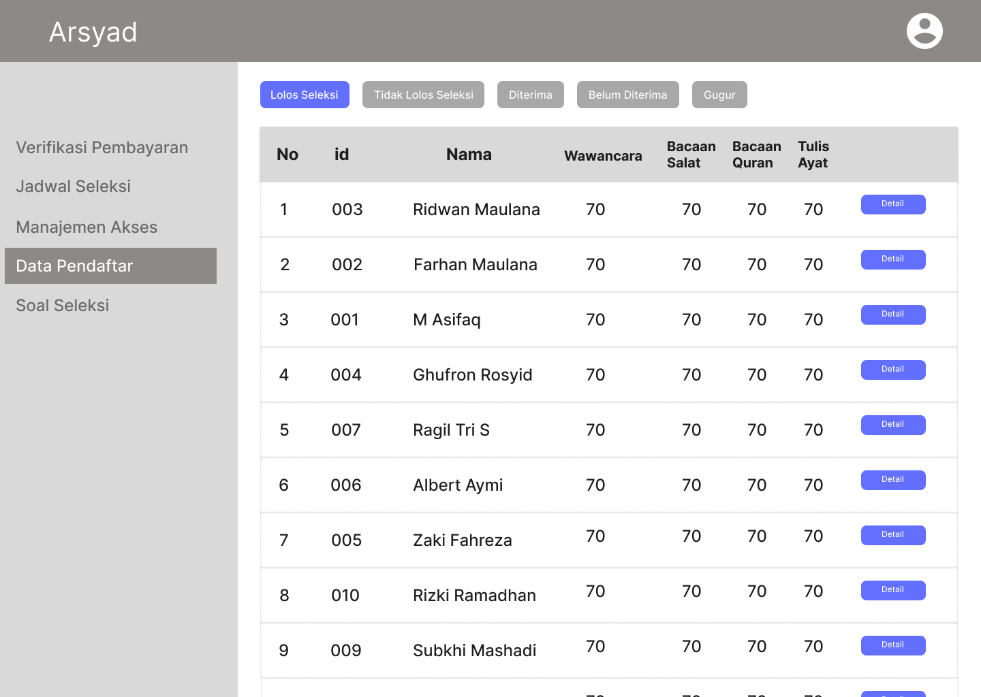 Arsyad
Verifikasi Pembayaran
Jadwal Seleksi
Manajemen Akses
Data Pendaftar
Soal Seleksi
Lolos Seleksi Tidak Lolos Seleksi Diterima Belum Diterima Gugur
No id Nama Wawancara Bacaan Salat Bacaan Quran Tulis Ayat
1 003 Ridwan Maulana 70 70 70 70 Detail
2 002 Farhan Maulana 70 70 70 70 Detail
3 001 M Asifaq 70 70 70 70 Detail
4 004 Ghufron Rosyid 70 70 70 70 Detail
5 007 Ragil Tri S 70 70 70 70 Detail
6 006 Albert Aymi 70 70 70 70 Detail
7 005 Zaki Fahreza 70 70 70 70 Detail
8 010 Rizki Ramadhan 70 70 70 70 Detail
9 009 Subkhi Mashadi 70 70 70 70 Detail